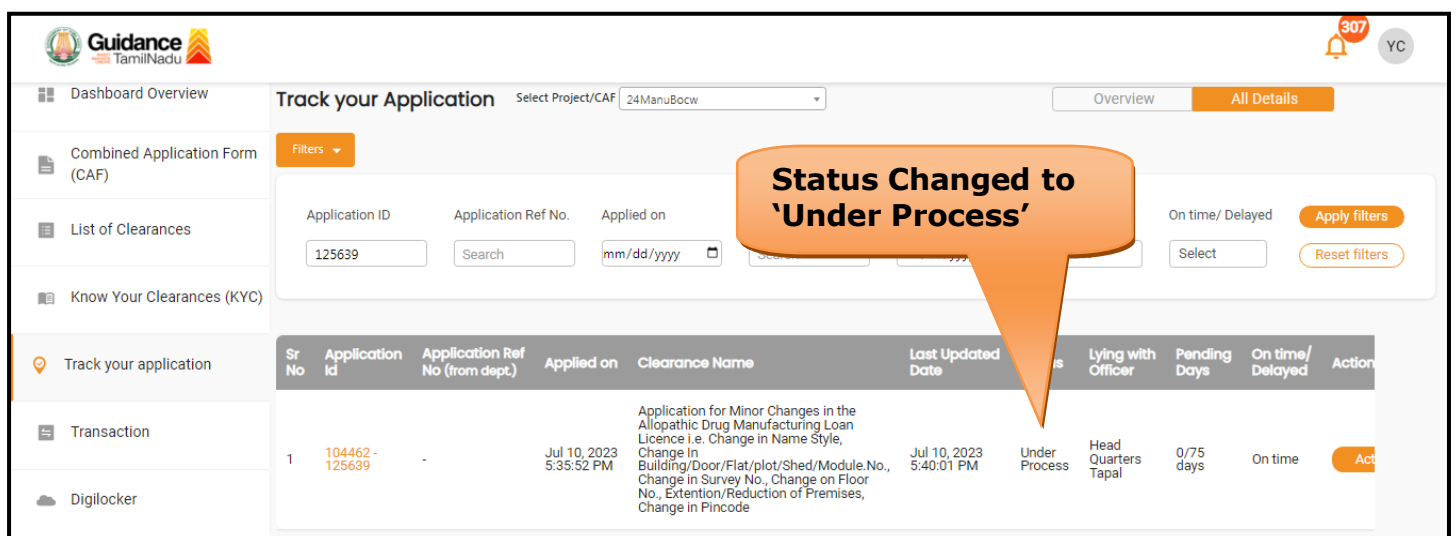 Guidance
TamilNadu
307
YC
Dashboard Overview
Track your Application
Select Project/CAF
24ManuBocw
Overview
All Details
Combined Application Form
(CAF)
Filters
Status Changed to
‘Under Process’
List of Clearances
Application ID
Application Ref No.
Applied on
On time/ Delayed
Apply filters
125639
Search
mm/dd/yyyy
Select
Reset filters
Know Your Clearances (KYC)
Track your application
Sr
No
Application
Id
Application Ref
No (from dept.)
Applied on
Clearance Name
Last Updated
Date
Lying with
Officer
Pending
Days
On time/
Delayed
Action
Transaction
1
104462 -
125639
-
Jul 10, 2023
5:35:52 PM
Application for Minor Changes in the
Allopathic Drug Manufacturing Loan
Licence i.e. Change in Name Style,
Change In
Building/Door/Flat/plot/Shed/Module.No.,
Change in Survey No., Change on Floor
No., Extention/Reduction of Premises,
Change in Pincode
Jul 10, 2023
5:40:01 PM
Under
Process
Head
Quarters
Tapal
0/75
days
On time
Act
Digilocker